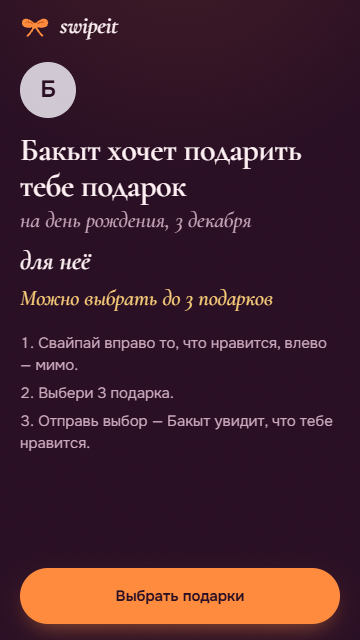 swipeit
Б
Бакыт хочет подарить
тебе подарок
на день рождения, 3 декабря
для неё
Можно выбрать до 3 подарков
1. Свайпай вправо то, что нравится, влево
— мимо.
2. Выбери 3 подарка.
3. Отправь выбор — Бакыт увидит, что тебе
нравится.
Выбрать подарки